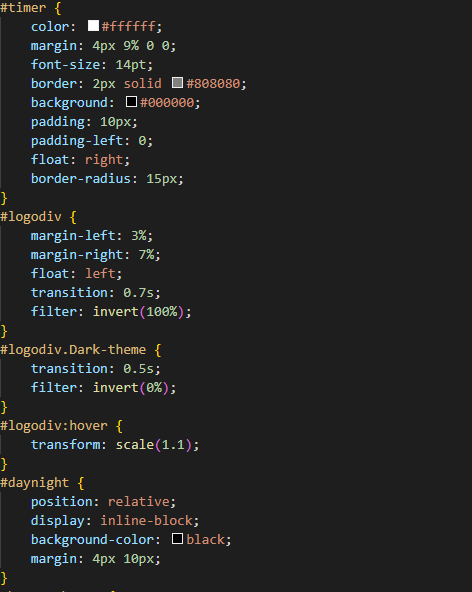 #timer {
    color: #ffffff;
    margin: 4px 9% 0 0;
    font-size: 14pt;
    border: 2px solid #808080;
    background: #000000;
    padding: 10px;
    padding-left: 0;
    float: right;
    border-radius: 15px;
}
#logodiv {
    margin-left: 3%;
    margin-right: 7%;
    float: left;
    transition: 0.7s;
    filter: invert(100%);
}
#logodiv.Dark-theme {
    transition: 0.5s;
    filter: invert(0%);
}
#logodiv:hover {
    transform: scale(1.1);
}
#daynight {
    position: relative;
    display: inline-block;
    background-color: black;
    margin: 4px 10px;
}